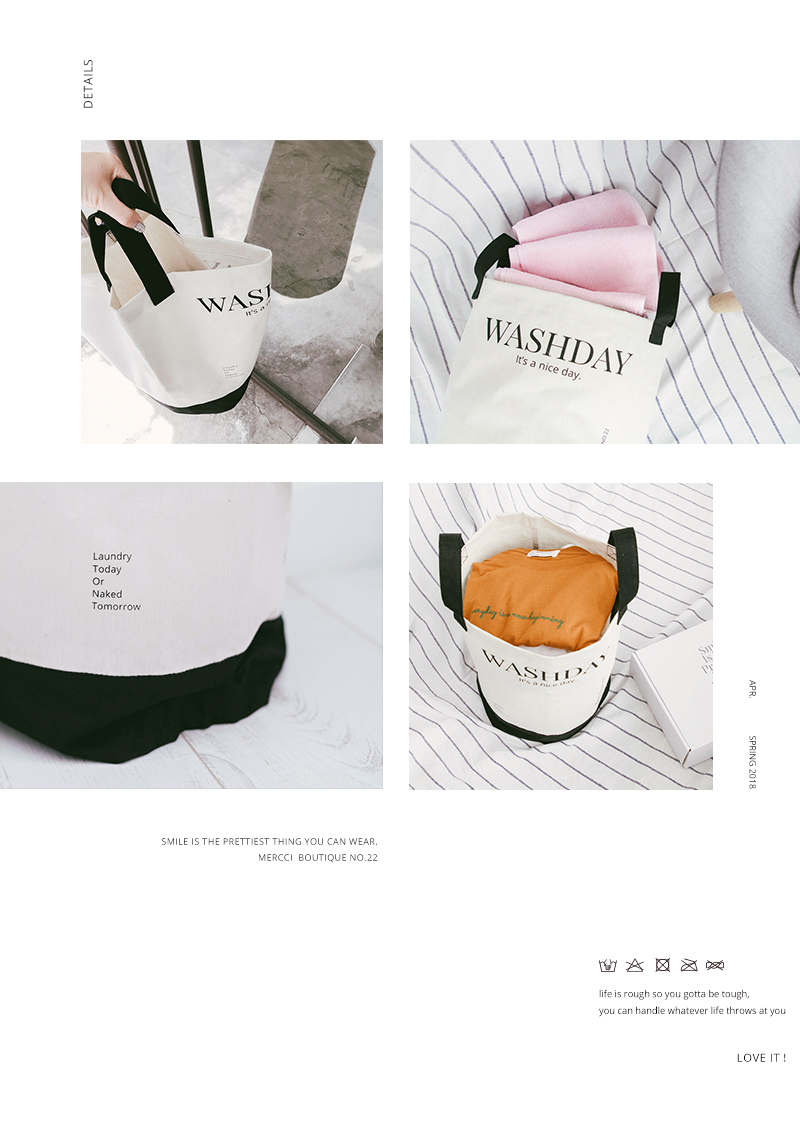 DETAILS
WAS
It's a
WASHDAY
It's a nice day.
Laundry
Today
Or
Naked
Tomorrow
WASHDAY
It's a nice day.
APR.
SPRING 2018
SMILE IS THE PRETTIEST THING YOU CAN WEAR.
MERCCI BOUTIQUE NO.22
life is rough so you gotta be tough,
you can handle whatever life throws at you
LOVE IT !